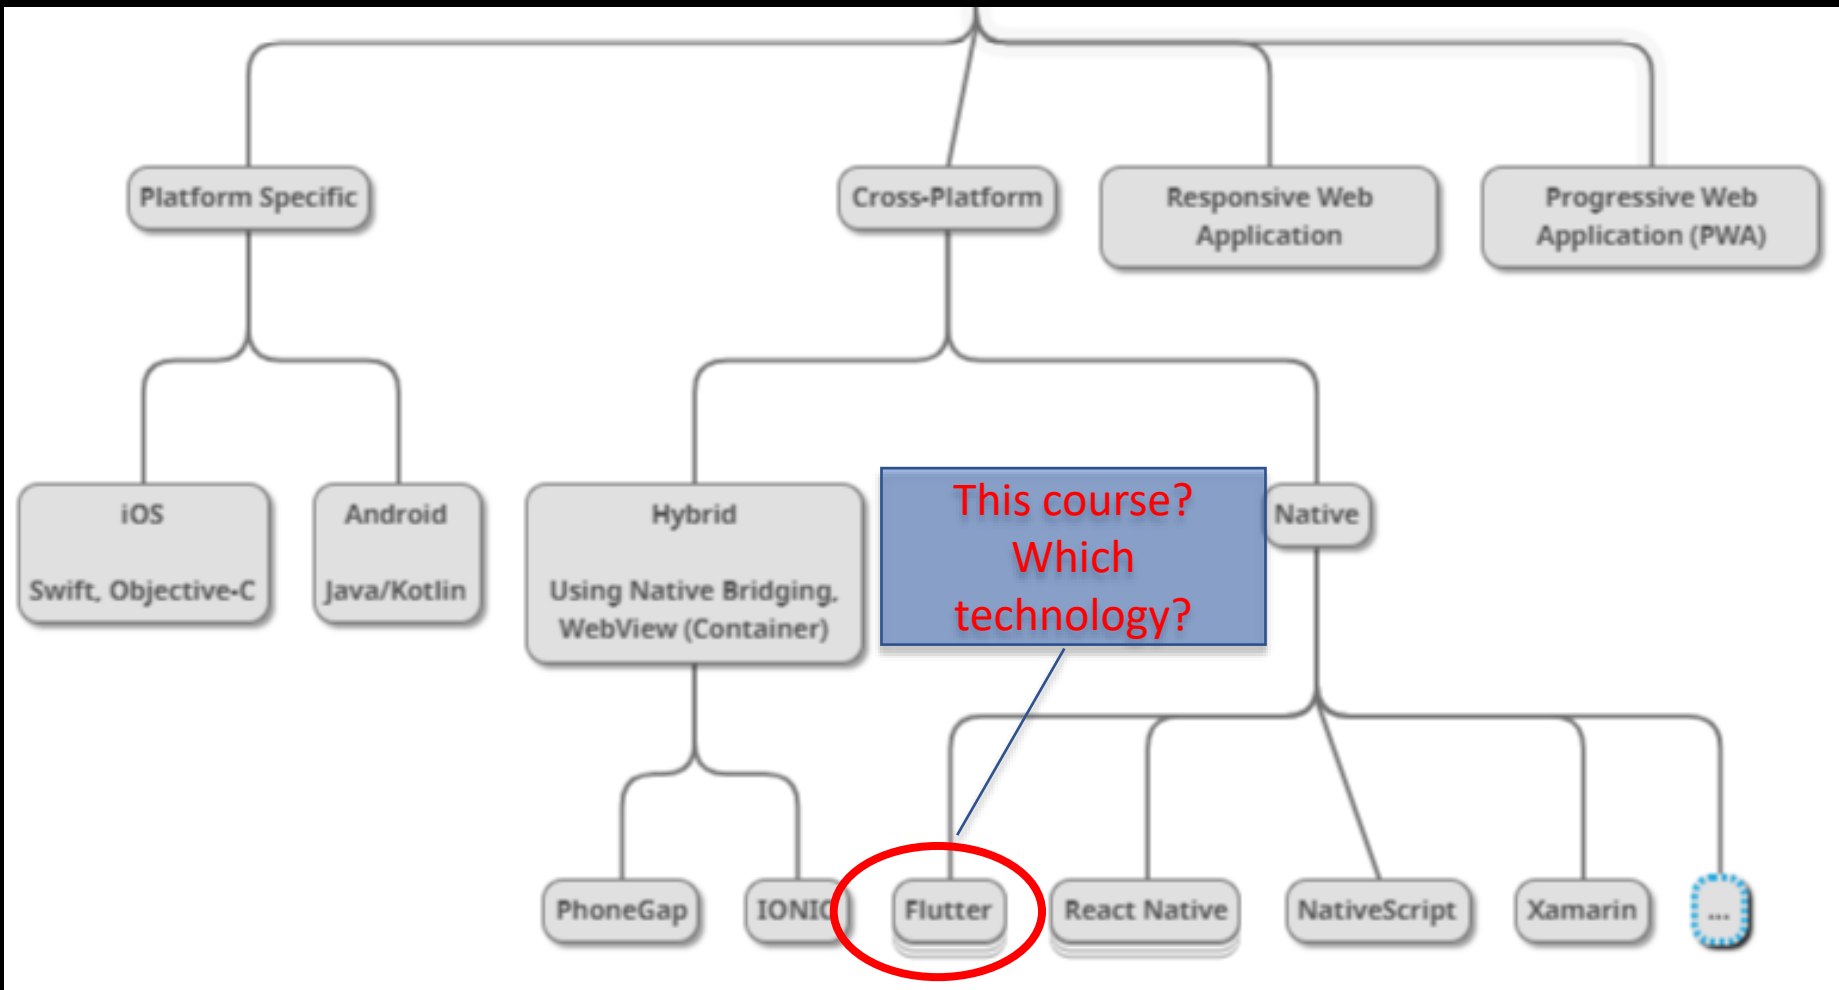 Platform Specific
Cross-Platform
Responsive Web
Application
Progressive Web
Application (PWA)
iOS
Swift, Objective-C
Android
Java/Kotlin
Hybrid
Using Native Bridging,
WebView (Container)
This course?
Which
technology?
Native
PhoneGap
IONIC
Flutter
React Native
NativeScript
Xamarin
...